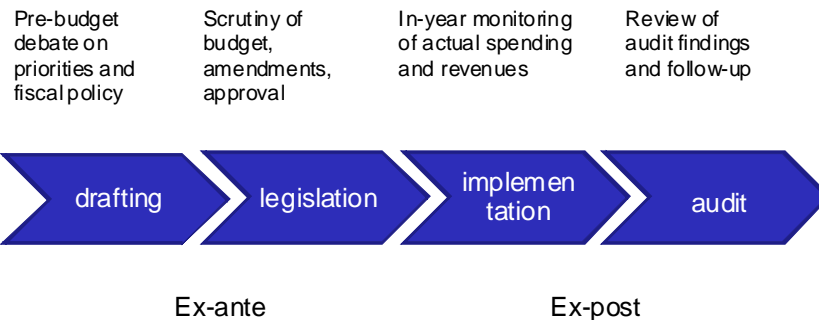 Pre-budget
debate on
priorities and
fiscal policy
Scrutiny of
budget,
amendments,
approval
In-year monitoring
of actual spending
and revenues
Review of
audit findings
and follow-up
drafting
legislation
implemen
tation
audit
Ex-ante
Ex-post